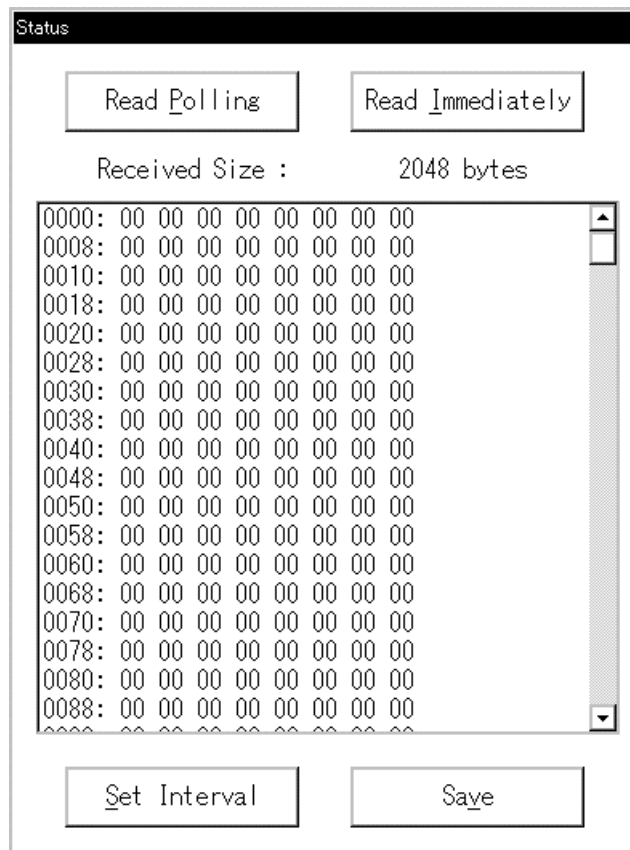 Status
Read Polling Read Immediately
Received Size : 2048 bytes
0000: 00 00 00 00 00 00 00 00
0008: 00 00 00 00 00 00 00 00
0010: 00 00 00 00 00 00 00 00
0018: 00 00 00 00 00 00 00 00
0020: 00 00 00 00 00 00 00 00
0028: 00 00 00 00 00 00 00 00
0030: 00 00 00 00 00 00 00 00
0038: 00 00 00 00 00 00 00 00
0040: 00 00 00 00 00 00 00 00
0048: 00 00 00 00 00 00 00 00
0050: 00 00 00 00 00 00 00 00
0058: 00 00 00 00 00 00 00 00
0060: 00 00 00 00 00 00 00 00
0068: 00 00 00 00 00 00 00 00
0070: 00 00 00 00 00 00 00 00
0078: 00 00 00 00 00 00 00 00
0080: 00 00 00 00 00 00 00 00
0088: 00 00 00 00 00 00 00 00
Set Interval Save